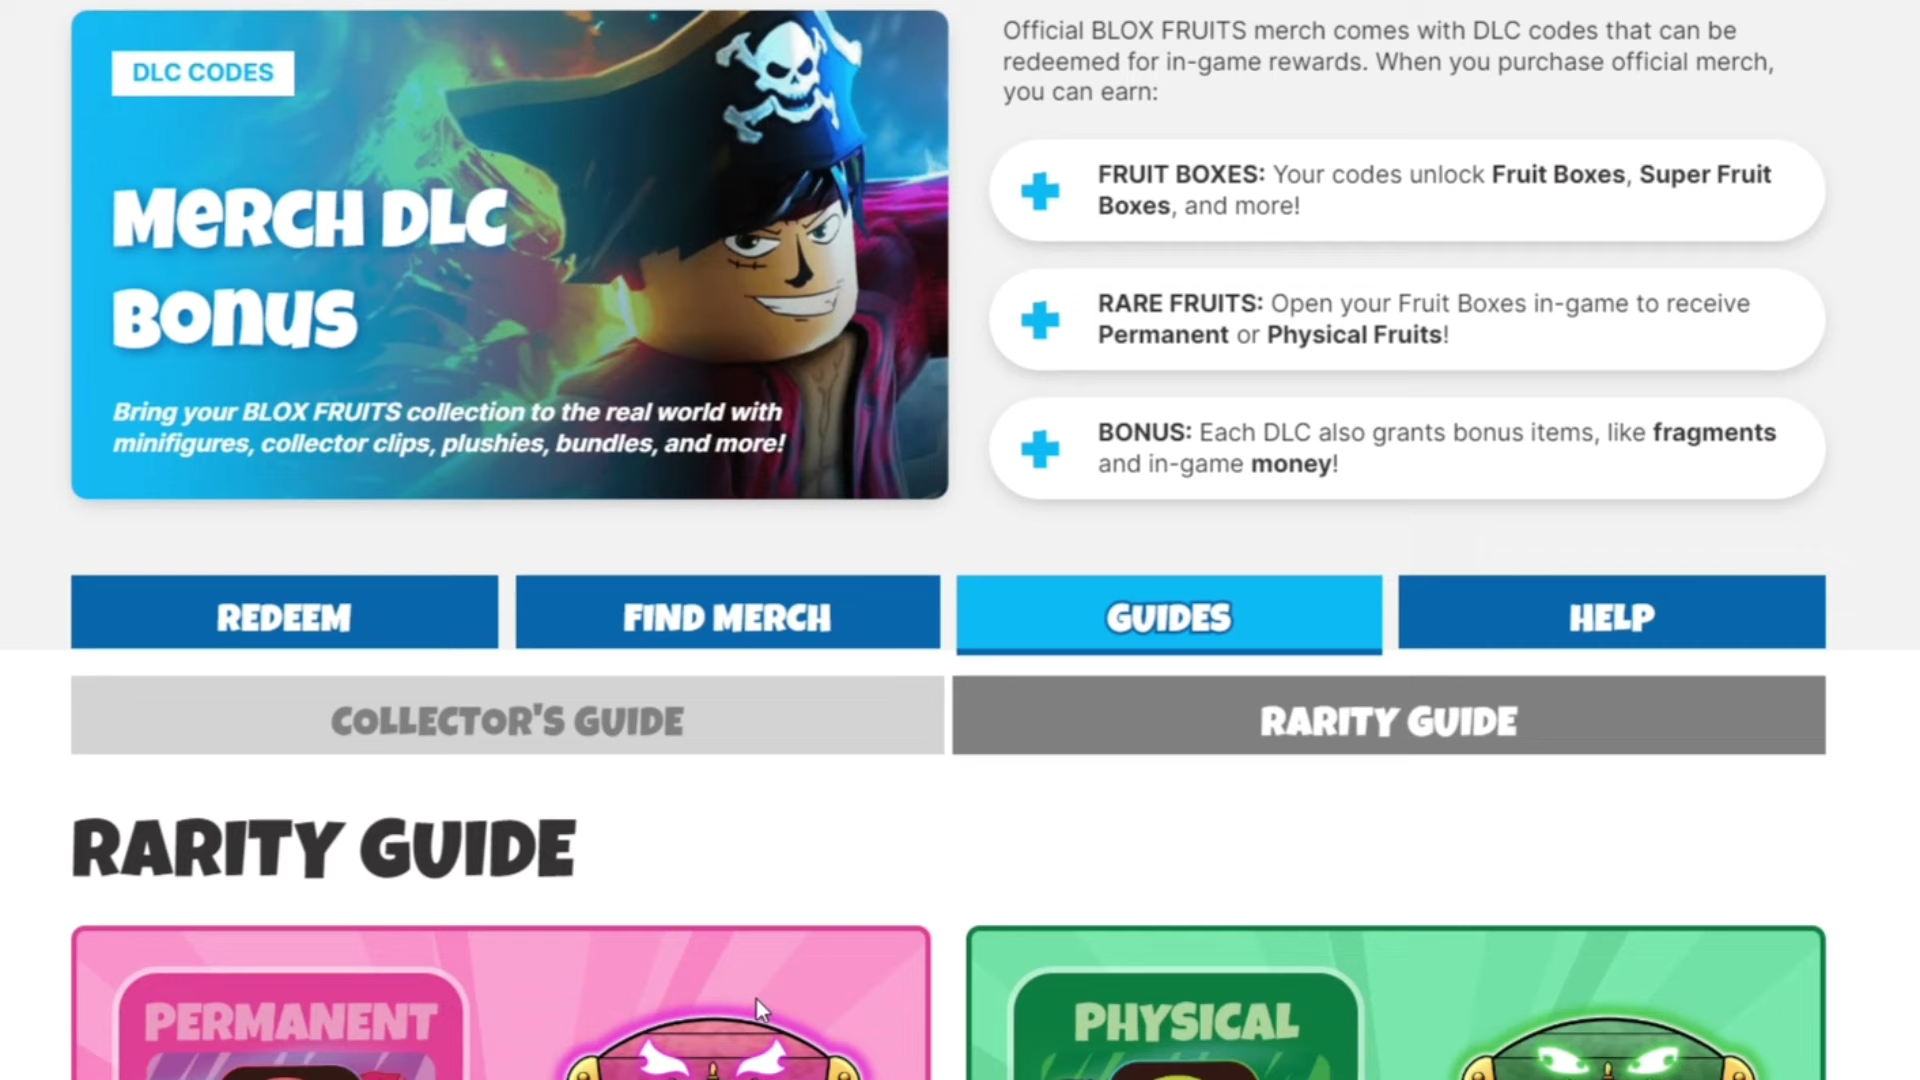 DLC CODES
MERCH DLC
BONUS
Bring your BLOX FRUITS collection to the real world with
minifigures, collector clips, plushies, bundles, and more!
Official BLOX FRUITS merch comes with DLC codes that can be
redeemed for in-game rewards. When you purchase official merch,
you can earn:
FRUIT BOXES: Your codes unlock Fruit Boxes, Super Fruit
Boxes, and more!
RARE FRUITS: Open your Fruit Boxes in-game to receive
Permanent or Physical Fruits!
BONUS: Each DLC also grants bonus items, like fragments
and in-game money!
REDEEM
FIND MERCH
GUIDES
HELP
COLLECTOR'S GUIDE
RARITY GUIDE
RARITY GUIDE
PERMANENT
PHYSICAL